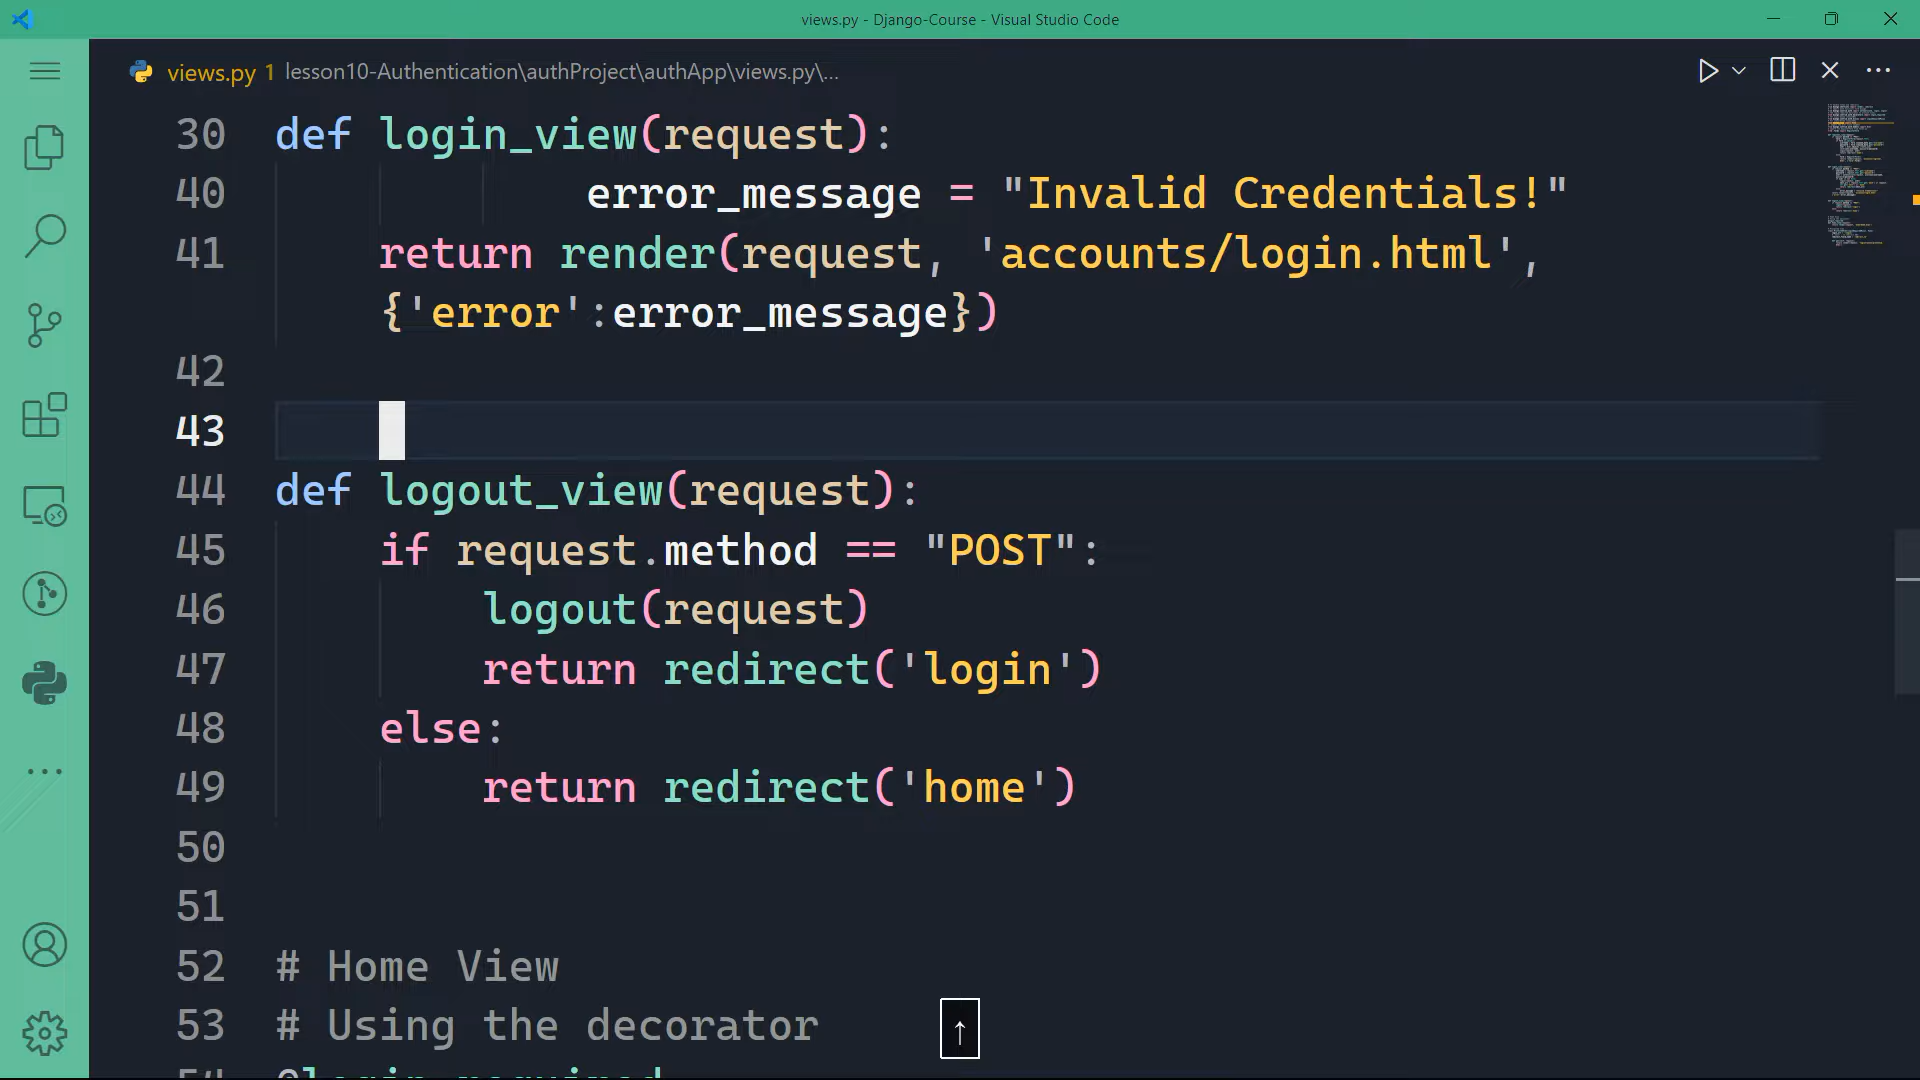 views.py - Django-Course - Visual Studio Code
views.py 1 lesson10-Authentication\authProject\authApp\views.py\...
30 def login_view(request):
40 error_message = "Invalid Credentials!"
41 return render(request, 'accounts/login.html',
{'error':error_message})
42
43
44 def logout_view(request):
45 if request.method == "POST":
46 logout(request)
47 return redirect('login')
48 else:
49 return redirect('home')
50
51
52 # Home View
53 # Using the decorator
54 @login_required
↑